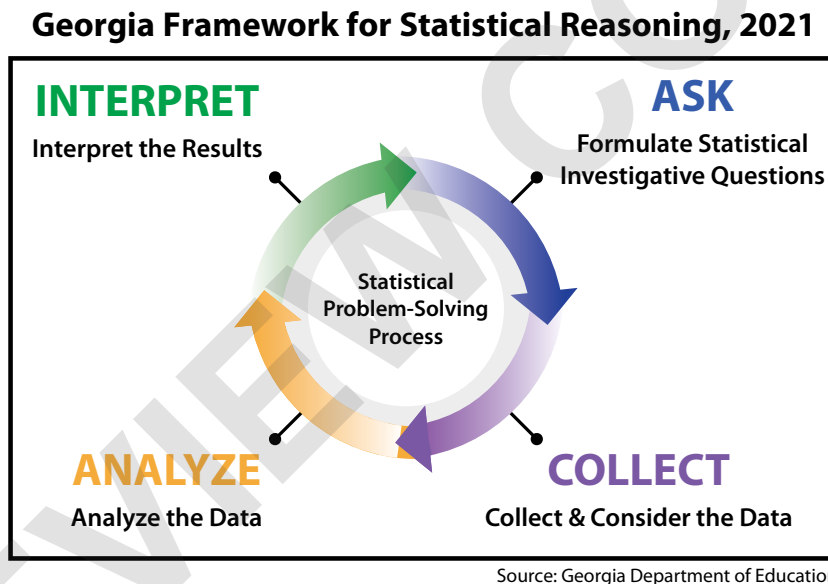 Georgia Framework for Statistical Reasoning, 2021
INTERPRET
Interpret the Results
ASK
Formulate Statistical
Investigative Questions
Statistical
Problem-Solving
Process
ANALYZE
Analyze the Data
COLLECT
Collect & Consider the Data
Source: Georgia Department of Education